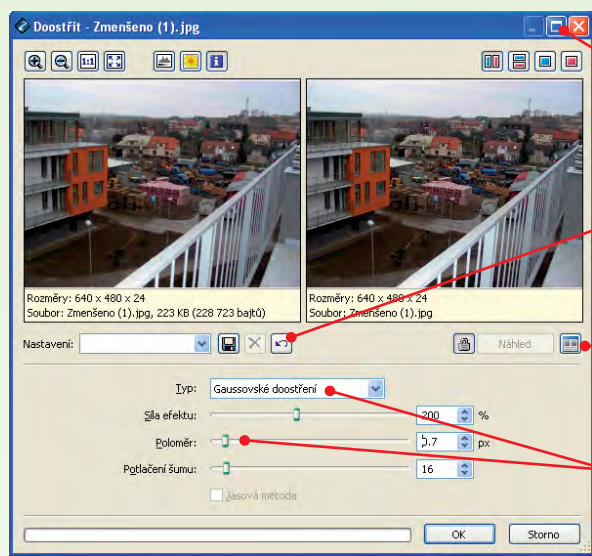 Doostřit - Zmenšeno (1).jpg
1:1
Rozměry: 640 x 480 x 24
Soubor: Zmenšeno (1).jpg, 223 KB (228 723 bajtů)
Rozměry: 640 x 480 x 24
Soubor: Zmenšeno (1).jpg
Nastavení:
Náhled
Typ: Gaussovské doostření
Síla efektu: 200 %
Poloměr: px
Potlačení šumu: 16
Jasová metoda
OK Storno